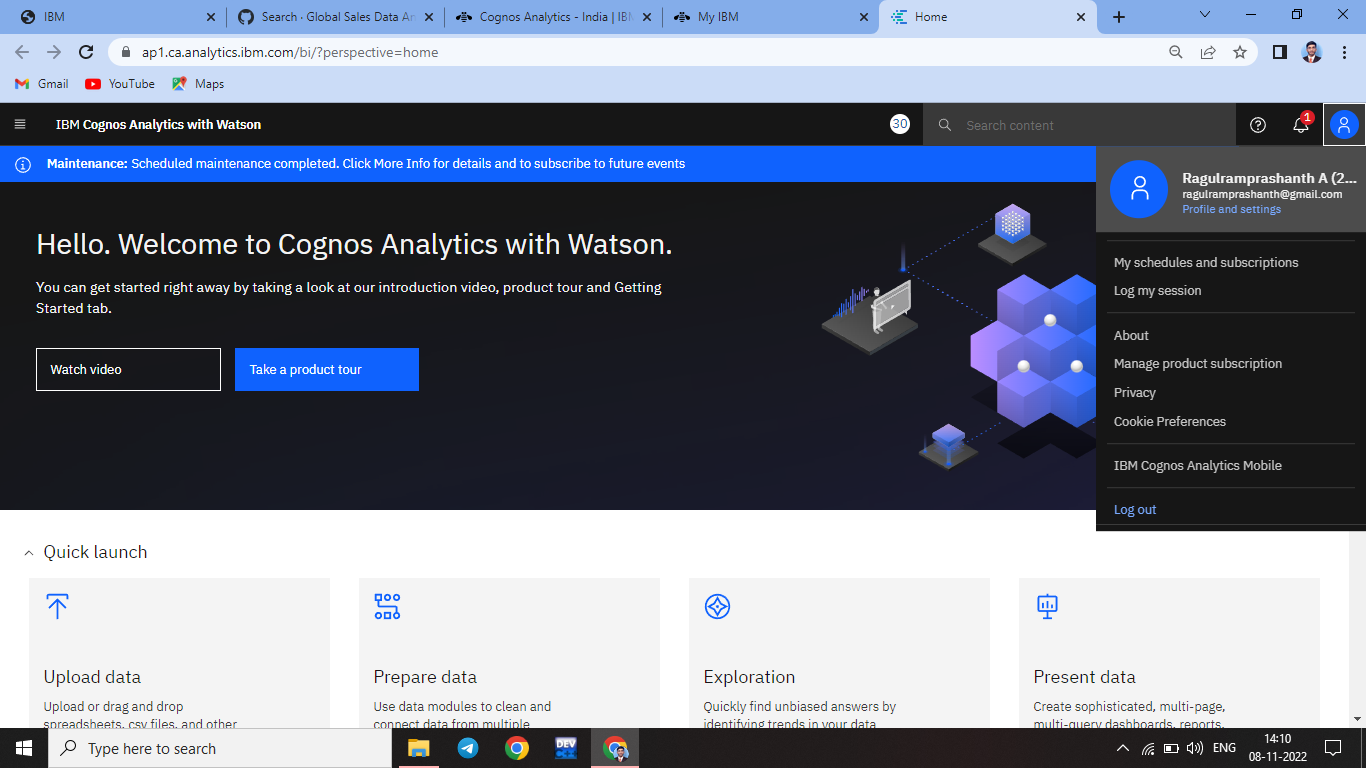 IBM
Search · Global Sales Data An
Cognos Analytics - India | IBM
My IBM
Home
ap1.ca.analytics.ibm.com/bi/?perspective=home
Gmail
YouTube
Maps
IBM Cognos Analytics with Watson
30
Search content
1
Maintenance: Scheduled maintenance completed. Click More Info for details and to subscribe to future events
Ragulramprashanth A (2...
ragulramprashanth@gmail.com
Profile and settings
Hello. Welcome to Cognos Analytics with Watson.
You can get started right away by taking a look at our introduction video, product tour and Getting
Started tab.
Watch video
Take a product tour
My schedules and subscriptions
Log my session
About
Manage product subscription
Privacy
Cookie Preferences
IBM Cognos Analytics Mobile
Log out
Quick launch
Upload data
Upload or drag and drop
spreadsheets, csv files, and other
Prepare data
Use data modules to clean and
connect data from multiple
Exploration
Quickly find unbiased answers by
identifying trends in your data
Present data
Create sophisticated, multi-page,
multi-query dashboards, reports,
Type here to search
DEV
ENG
14:10
08-11-2022